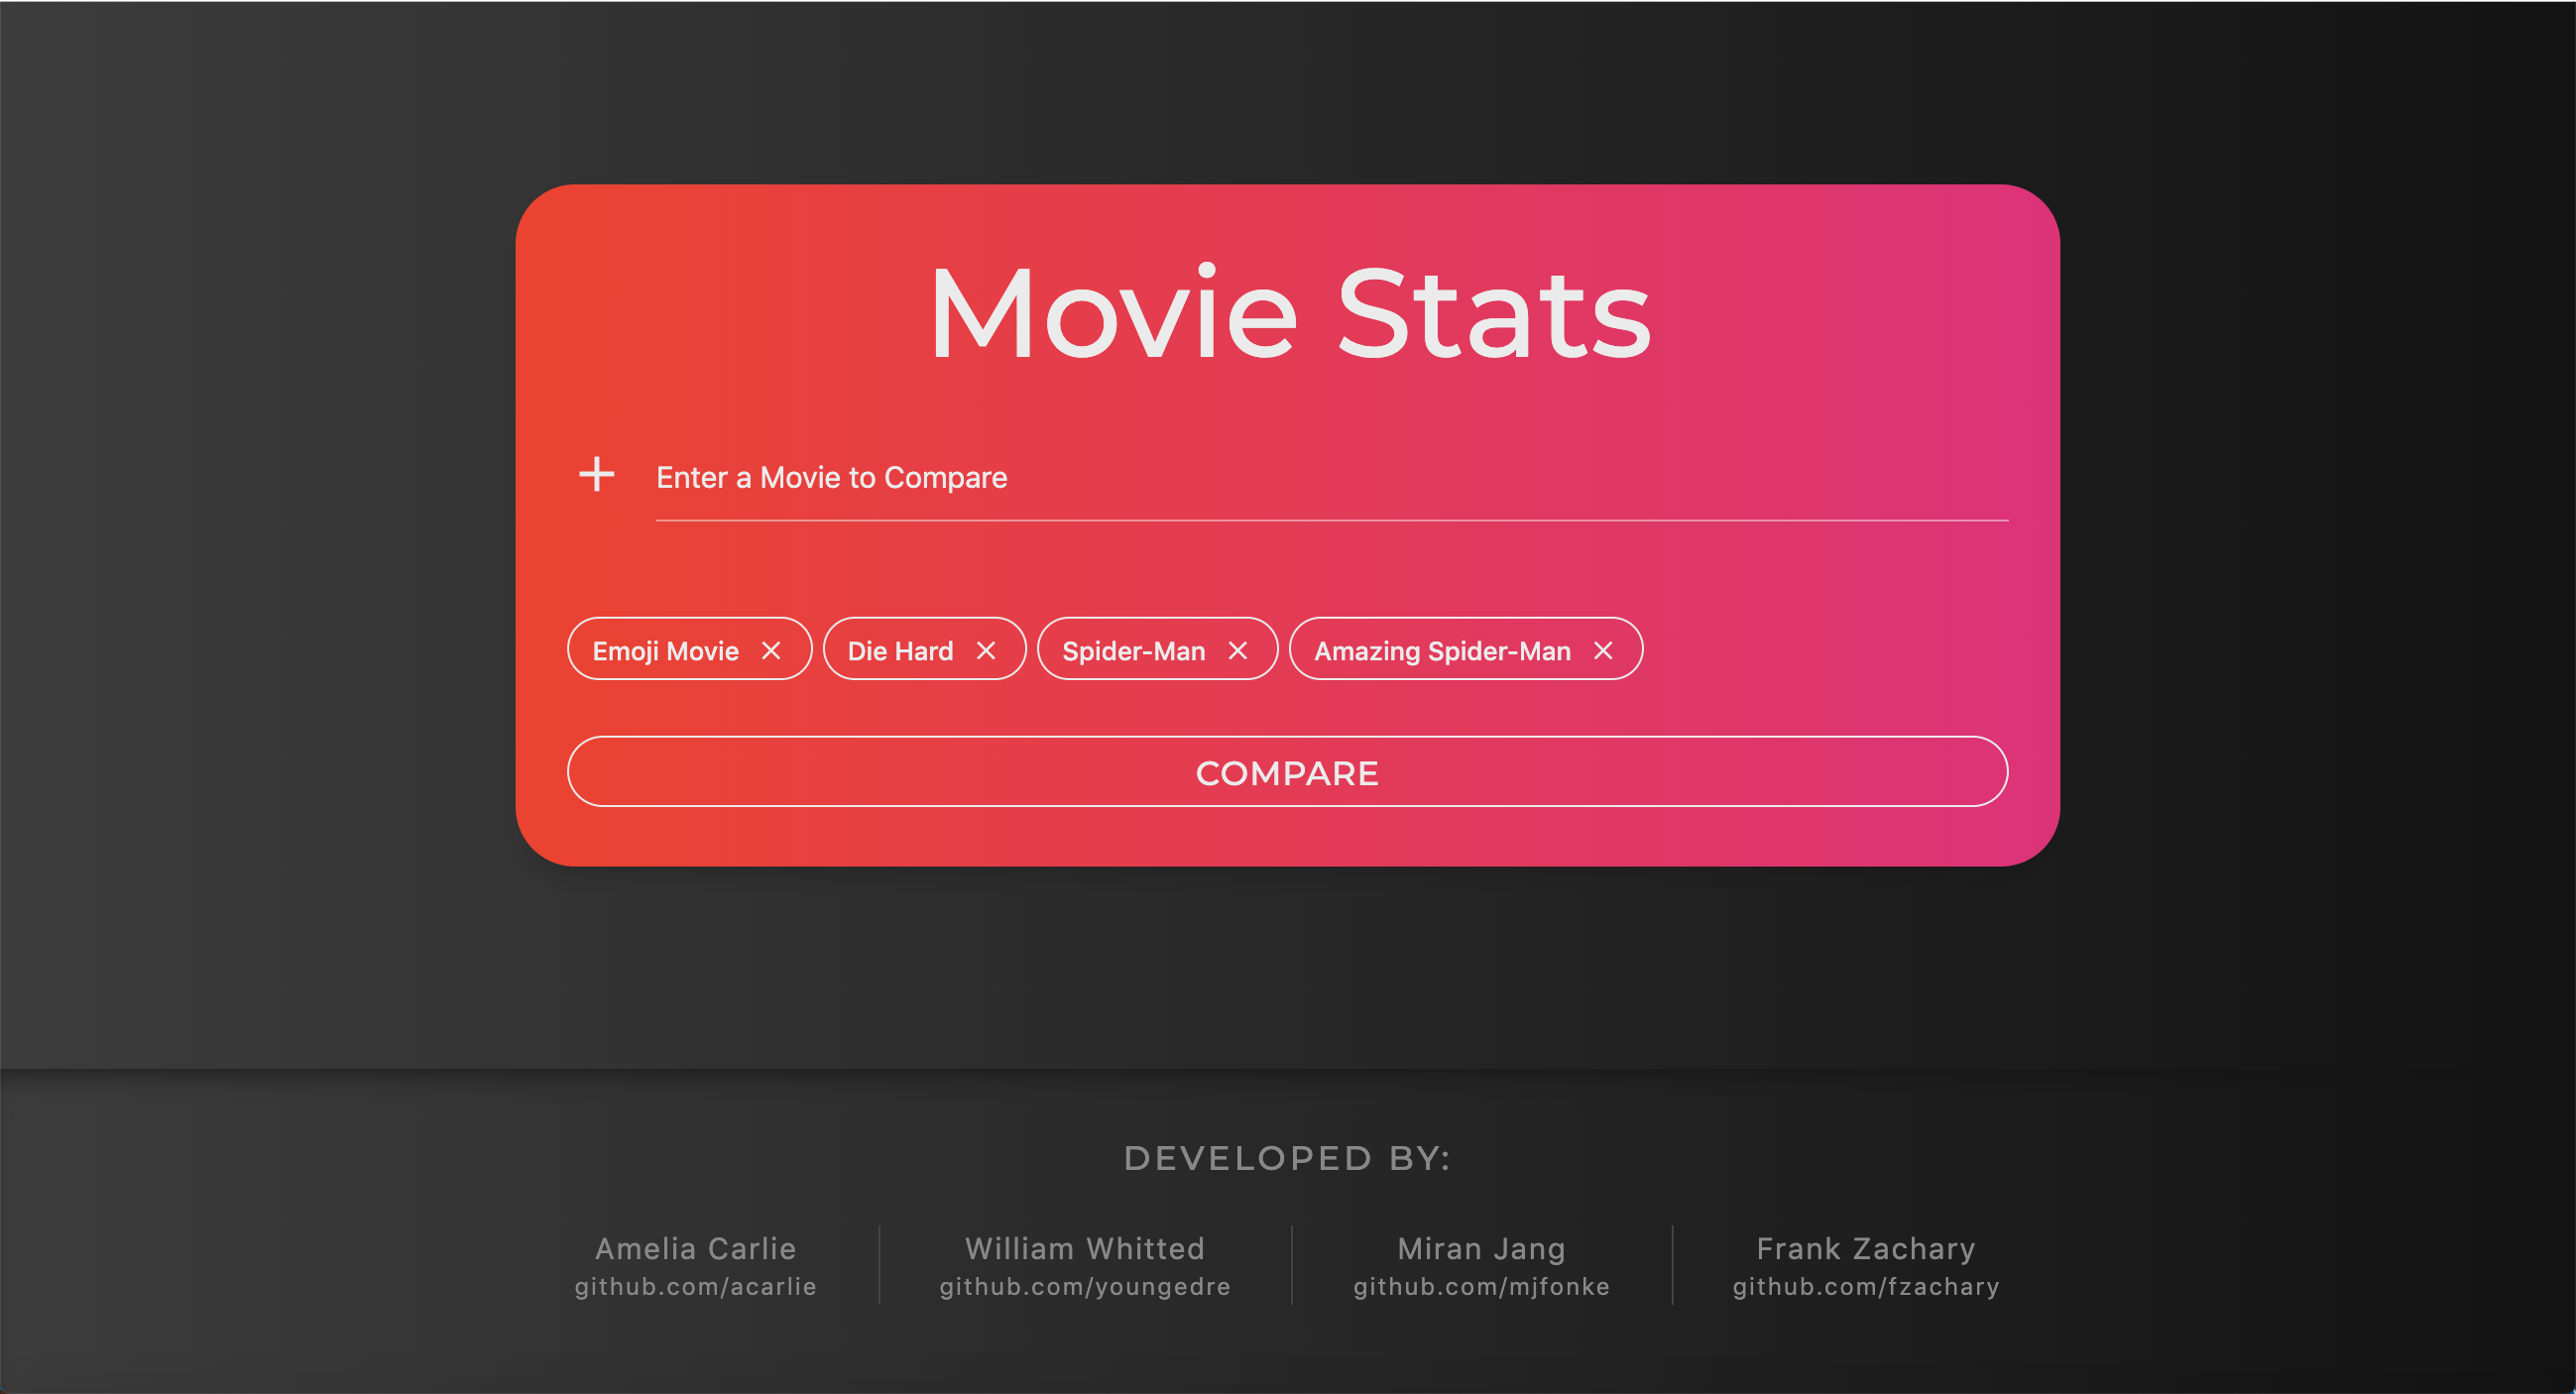 Movie Stats
Enter a Movie to Compare
Emoji Movie Die Hard Spider-Man Amazing Spider-Man
COMPARE
DEVELOPED BY:
Amelia Carlie William Whitted Miran Jang Frank Zachary
github.com/acarlie github.com/youngedre github.com/mjfonke github.com/fzachary